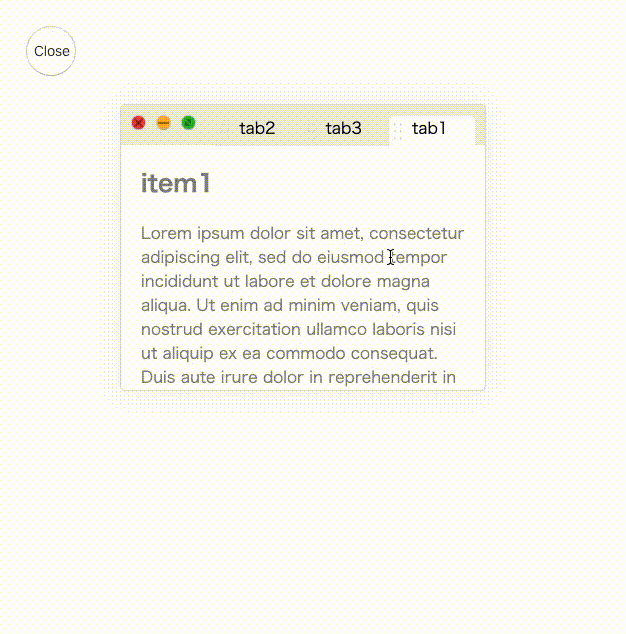 Close
tab2 tab3 tab1
item1
Lorem ipsum dolor sit amet, consectetur
adipiscing elit, sed do eiusmod tempor
incididunt ut labore et dolore magna
aliqua. Ut enim ad minim veniam, quis
nostrud exercitation ullamco laboris nisi
ut aliquip ex ea commodo consequat.
Duis aute irure dolor in reprehenderit in